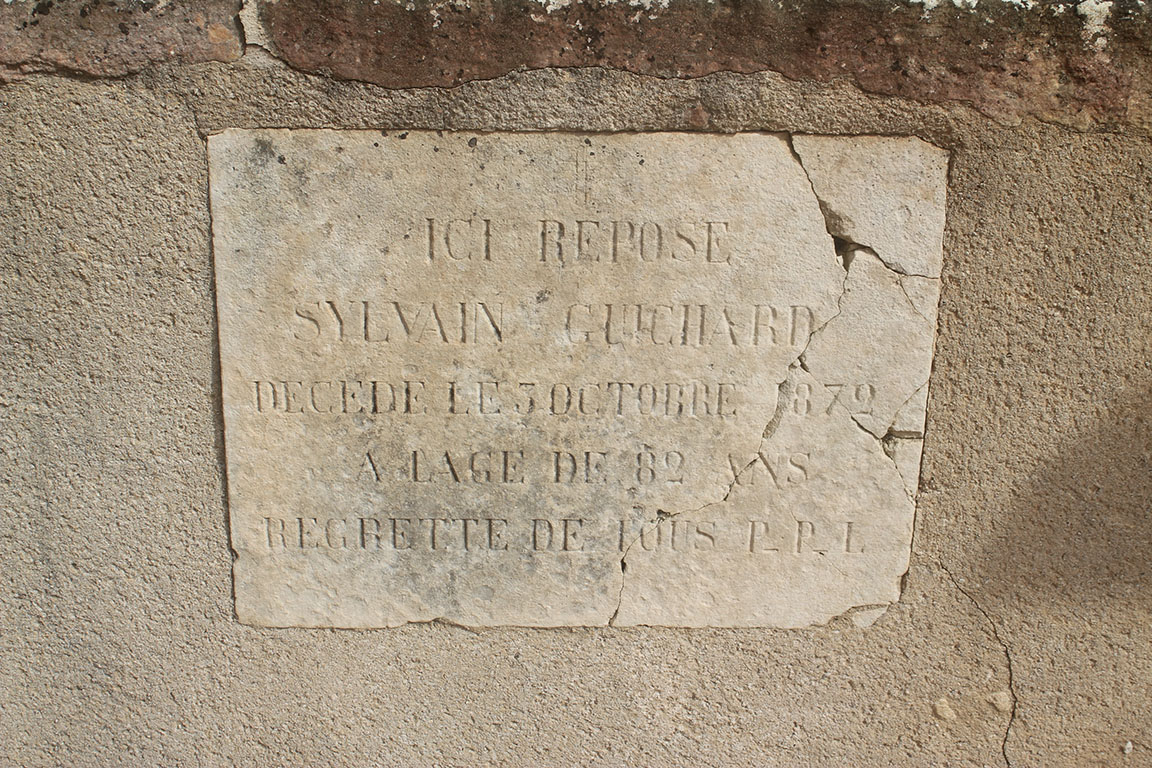 ICI REPOSE
SYLVAIN GUICHARD
DECEDE LE 3 OCTOBRE 1872
A LAGE DE 82 ANS
REGRETTE DE TOUS P. P. L